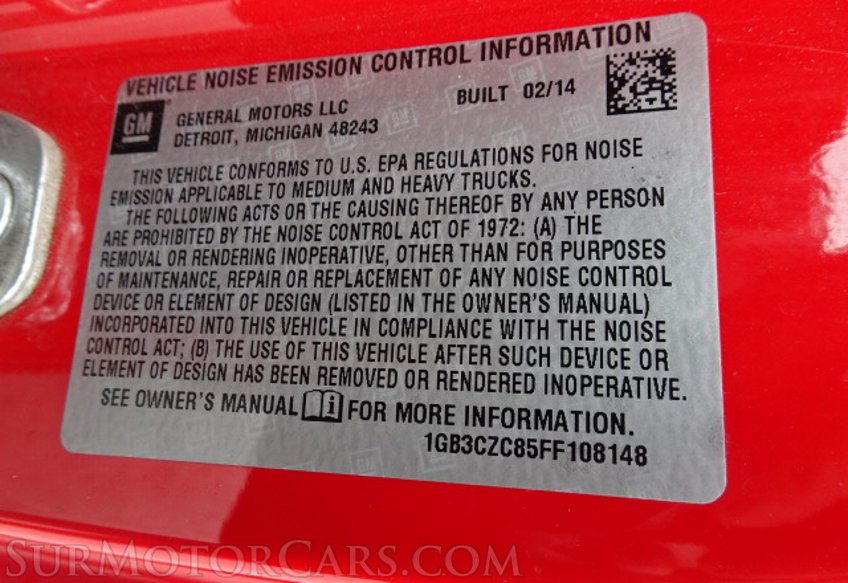 VEHICLE NOISE EMISSION CONTROL INFORMATION
GM
GENERAL MOTORS LLC BUILT 02/14
DETROIT, MICHIGAN 48243
THIS VEHICLE CONFORMS TO U.S. EPA REGULATIONS FOR NOISE
EMISSION APPLICABLE TO MEDIUM AND HEAVY TRUCKS.
THE FOLLOWING ACTS OR THE CAUSING THEREOF BY ANY PERSON
ARE PROHIBITED BY THE NOISE CONTROL ACT OF 1972: (A) THE
REMOVAL OR RENDERING INOPERATIVE, OTHER THAN FOR PURPOSES
OF MAINTENANCE, REPAIR OR REPLACEMENT OF ANY NOISE CONTROL
DEVICE OR ELEMENT OF DESIGN (LISTED IN THE OWNER'S MANUAL)
INCORPORATED INTO THIS VEHICLE IN COMPLIANCE WITH THE NOISE
CONTROL ACT; (B) THE USE OF THIS VEHICLE AFTER SUCH DEVICE OR
ELEMENT OF DESIGN HAS BEEN REMOVED OR RENDERED INOPERATIVE.
SEE OWNER'S MANUAL i FOR MORE INFORMATION.
1GB3CZC85FF108148
SURMOTORCARS.COM